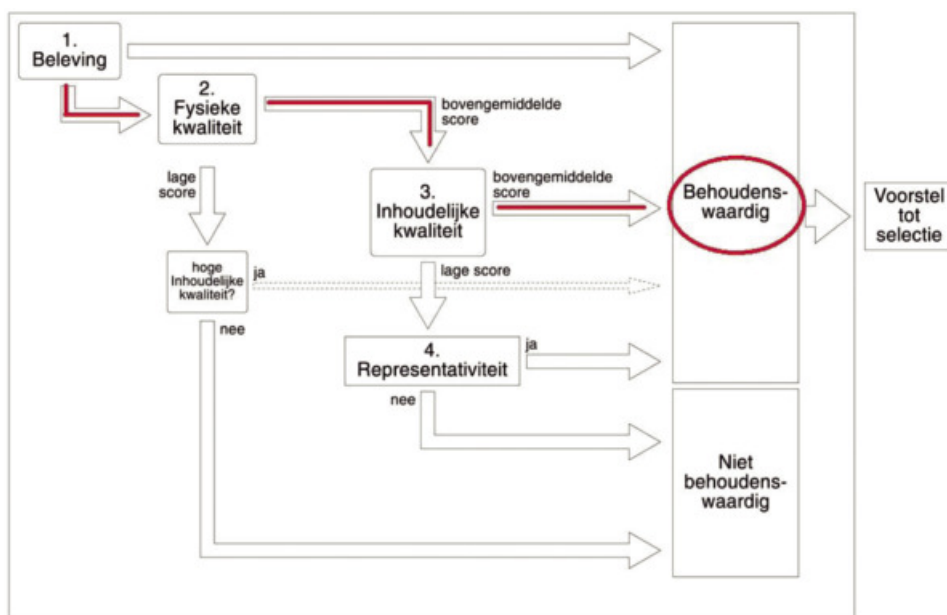 1.
Beleving
2.
Fysieke
kwaliteit
bovengemiddelde
score
lage
score
3.
Inhoudelijke
kwaliteit
bovengemiddelde
score
Behoudens-
waardig
Voorstel
tot
selectie
hoge
Inhoudelijke
kwaliteit?
ja
lage score
nee
4.
Representativiteit
ja
nee
Niet
behoudens-
waardig